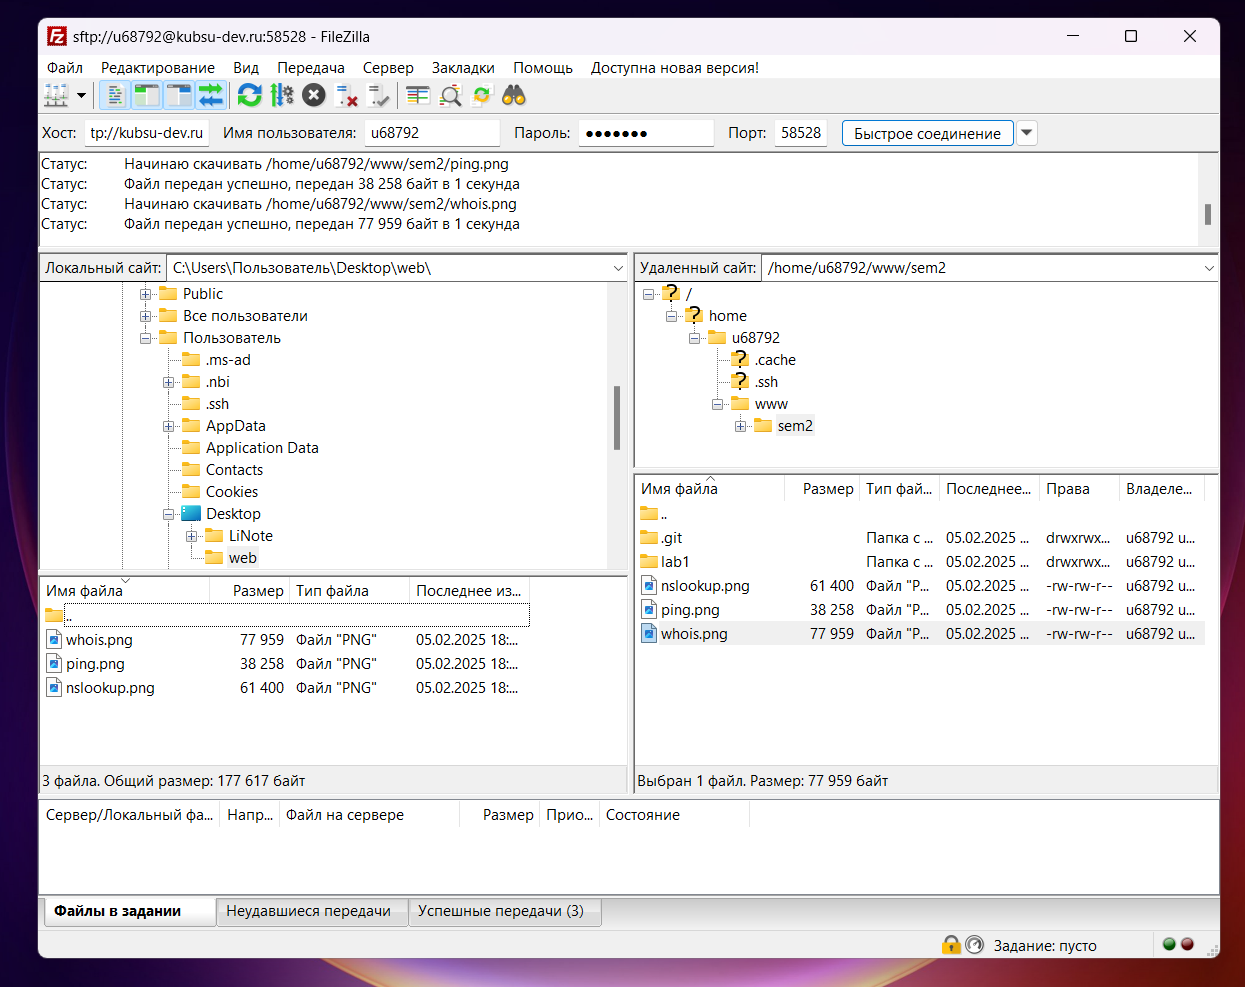 sftp://u68792@kubsu-dev.ru:58528 - FileZilla
Файл Редактирование Вид Передача Сервер Закладки Помощь Доступна новая версия!
Хост: tp://kubsu-dev.ru Имя пользователя: u68792 Пароль: ●●●●●●● Порт: 58528 Быстрое соединение
Статус: Начинаю скачивать /home/u68792/www/sem2/ping.png
Статус: Файл передан успешно, передан 38 258 байт в 1 секунда
Статус: Начинаю скачивать /home/u68792/www/sem2/whois.png
Статус: Файл передан успешно, передан 77 959 байт в 1 секунда
Локальный сайт: C:\Users\Пользователь\Desktop\web\
Public
Все пользователи
Пользователь
.ms-ad
.nbi
.ssh
AppData
Application Data
Contacts
Cookies
Desktop
LiNote
web
Имя файла Размер Тип файла Последнее из...
..
whois.png 77 959 Файл "PNG" 05.02.2025 18:...
ping.png 38 258 Файл "PNG" 05.02.2025 18:...
nslookup.png 61 400 Файл "PNG" 05.02.2025 18:...
3 файла. Общий размер: 177 617 байт
Удаленный сайт: /home/u68792/www/sem2
/
home
u68792
.cache
.ssh
www
sem2
Имя файла Размер Тип фай... Последнее... Права Владеле...
..
.git Папка с ... 05.02.2025 ... drwxrwx... u68792 u...
lab1 Папка с ... 05.02.2025 ... drwxrwx... u68792 u...
nslookup.png 61 400 Файл "P... 05.02.2025 ... -rw-rw-r-- u68792 u...
ping.png 38 258 Файл "P... 05.02.2025 ... -rw-rw-r-- u68792 u...
whois.png 77 959 Файл "P... 05.02.2025 ... -rw-rw-r-- u68792 u...
Выбран 1 файл. Размер: 77 959 байт
Сервер/Локальный фа... Напр... Файл на сервере Размер Прио... Состояние
Файлы в задании Неудавшиеся передачи Успешные передачи (3)
Задание: пусто